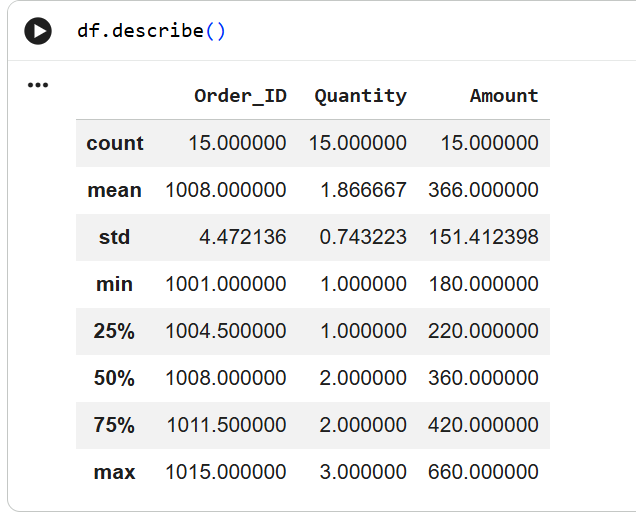 df.describe()
Order_ID Quantity Amount
count 15.000000 15.000000 15.000000
mean 1008.000000 1.866667 366.000000
std 4.472136 0.743223 151.412398
min 1001.000000 1.000000 180.000000
25% 1004.500000 1.000000 220.000000
50% 1008.000000 2.000000 360.000000
75% 1011.500000 2.000000 420.000000
max 1015.000000 3.000000 660.000000